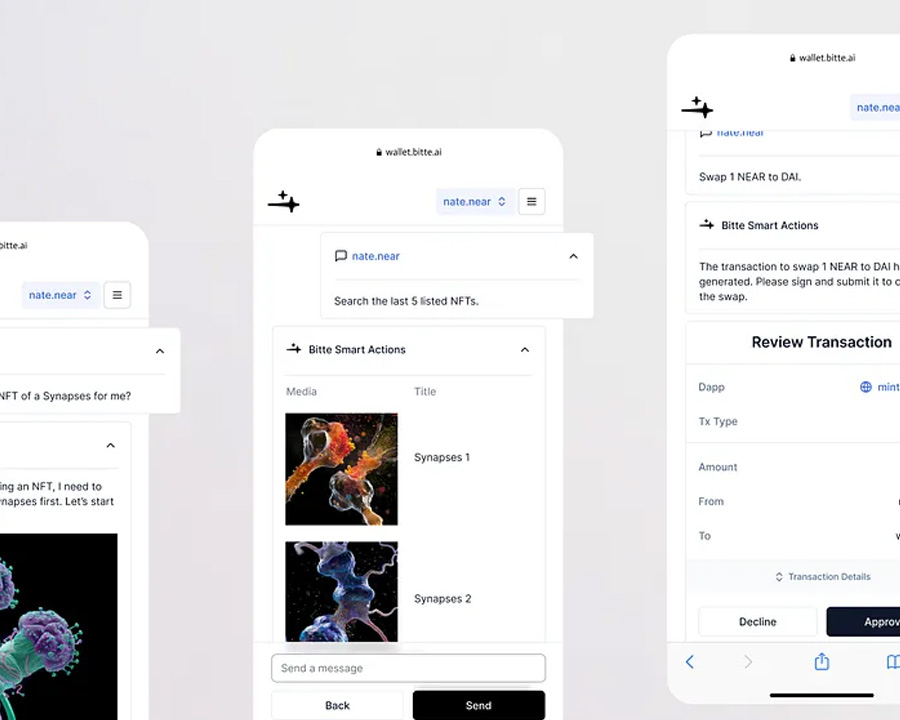 bitte.ai
nate.near
NFT of a Synapses for me?
ing an NFT, I need to
napses first. Let's start
wallet.bitte.ai
nate.near
nate.near
Search the last 5 listed NFTs.
Bitte Smart Actions
Media Title
Synapses 1
Synapses 2
Send a message
Back Send
wallet.bitte.ai
nate.nea
nate.near
Swap 1 NEAR to DAI.
Bitte Smart Actions
The transaction to swap 1 NEAR to DAI h
generated. Please sign and submit it to c
the swap.
Review Transaction
Dapp mint
Tx Type
Amount
From
To
Transaction Details
Decline Approv